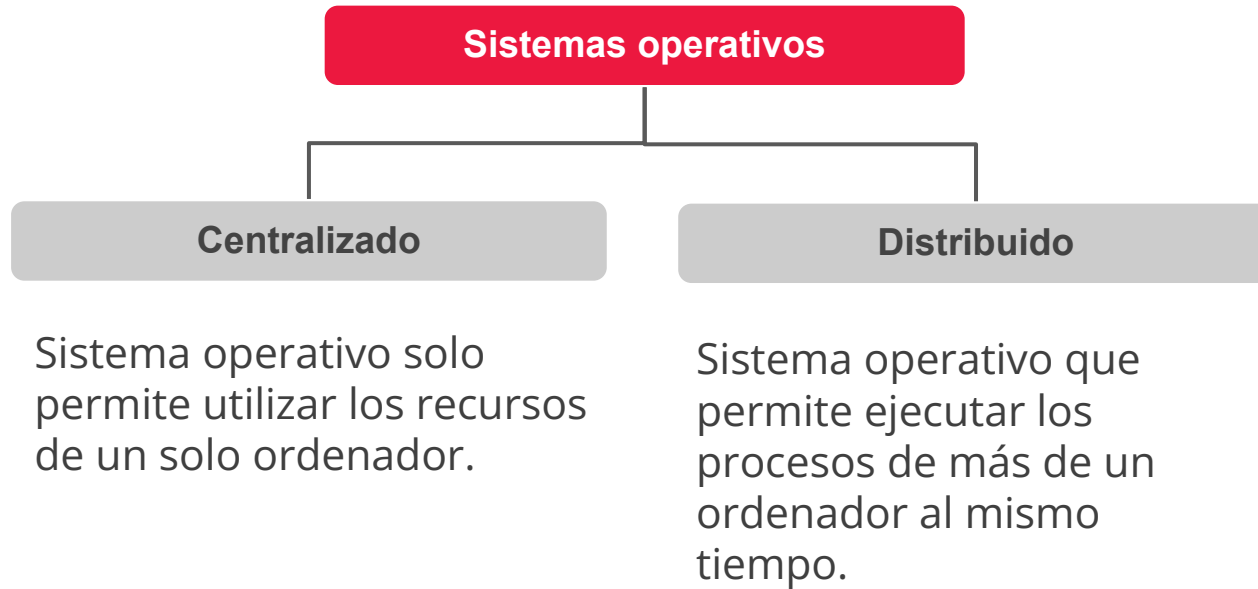 Sistemas operativos
Centralizado
Distribuido
Sistema operativo solo
permite utilizar los recursos
de un solo ordenador.
Sistema operativo que
permite ejecutar los
procesos de más de un
ordenador al mismo
tiempo.